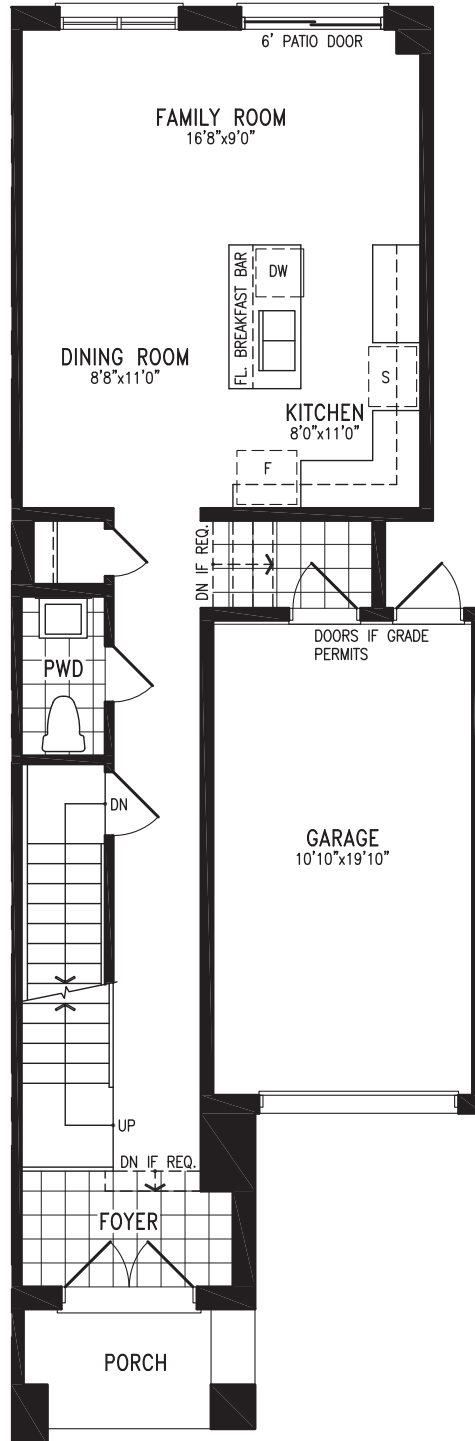 6' PATIO DOOR
FAMILY ROOM
16'8"x9'0"
FL. BREAKFAST BAR
DW
DINING ROOM
8'8"x11'0"
S
KITCHEN
8'0"x11'0"
F
DN IF REQ.
DOORS IF GRADE
PERMITS
PWD
DN
GARAGE
10'10"x19'10"
UP
DN IF REQ.
FOYER
PORCH